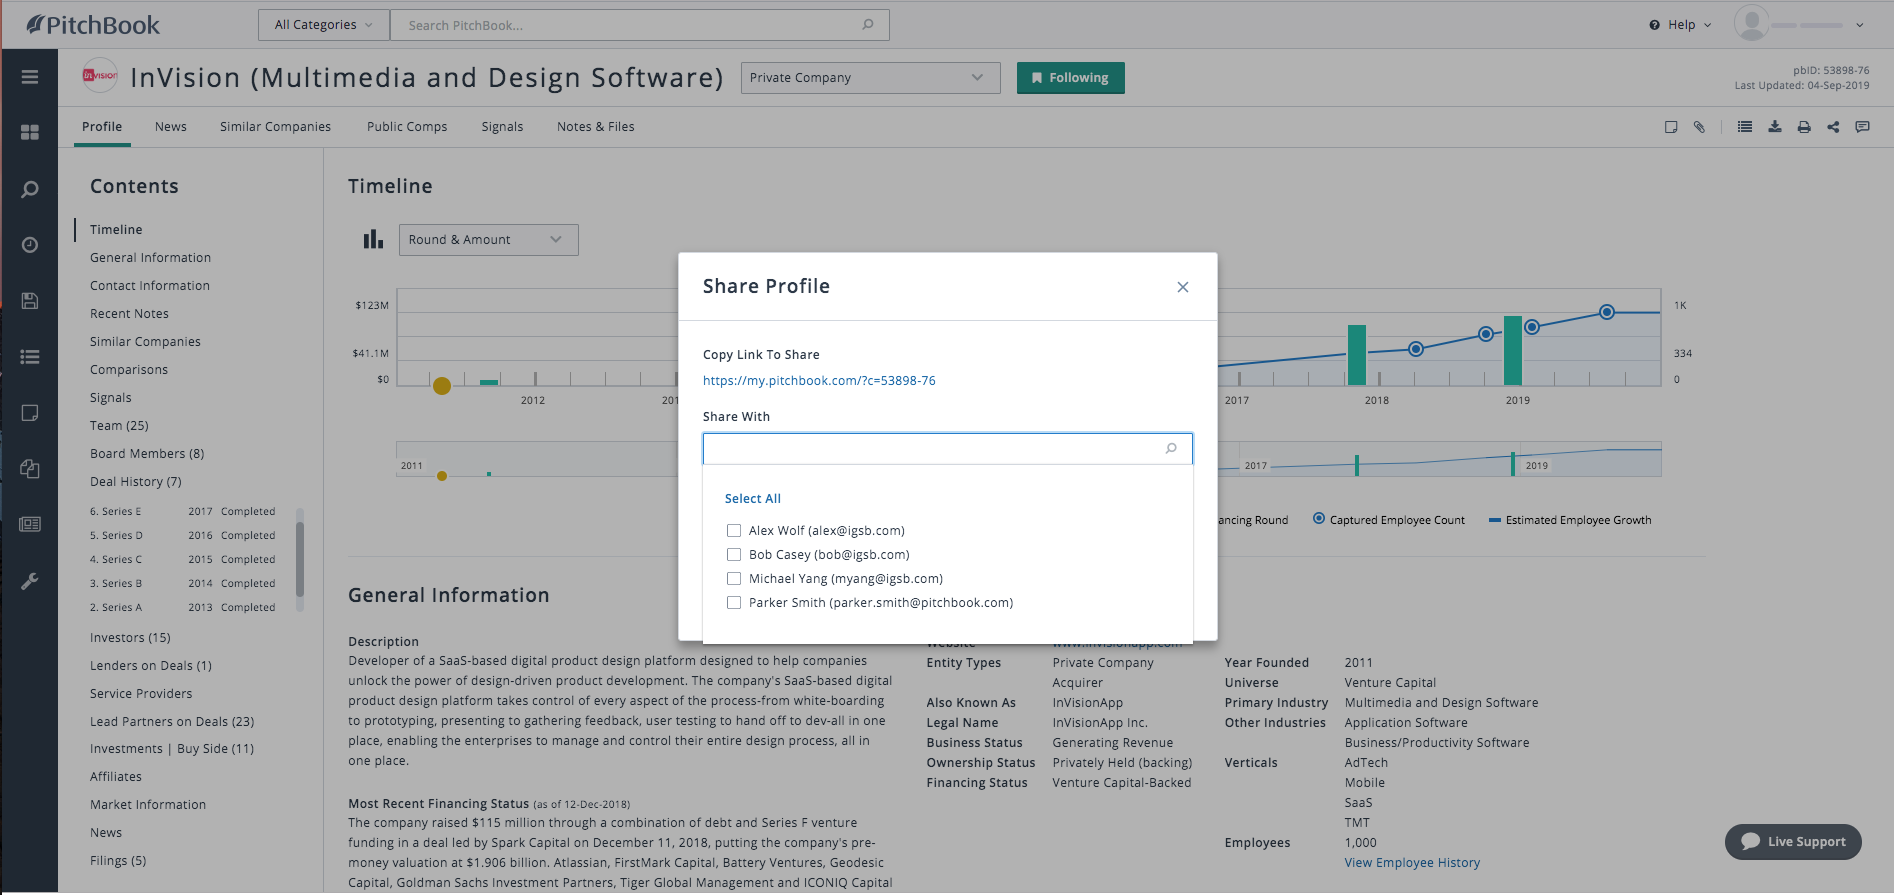 PitchBook
All Categories
Search PitchBook...
Help
InVision
InVision (Multimedia and Design Software)
Private Company
Following
pbID: 53898-76
Last Updated: 04-Sep-2019
Profile
News
Similar Companies
Public Comps
Signals
Notes & Files
Contents
Timeline
General Information
Contact Information
Recent Notes
Similar Companies
Comparisons
Signals
Team (25)
Board Members (8)
Deal History (7)
6. Series E 2017 Completed
5. Series D 2016 Completed
4. Series C 2015 Completed
3. Series B 2014 Completed
2. Series A 2013 Completed
Investors (15)
Lenders on Deals (1)
Service Providers
Lead Partners on Deals (23)
Investments | Buy Side (11)
Affiliates
Market Information
News
Filings (5)
Timeline
Round & Amount
$123M
$41.1M
$0
1K
334
0
2012
201
2017
2018
2019
2011
2017
2019
ancing Round
Captured Employee Count
Estimated Employee Growth
Share Profile
Copy Link To Share
https://my.pitchbook.com/?c=53898-76
Share With
Select All
Alex Wolf (alex@igsb.com)
Bob Casey (bob@igsb.com)
Michael Yang (myang@igsb.com)
Parker Smith (parker.smith@pitchbook.com)
General Information
Description
Developer of a SaaS-based digital product design platform designed to help companies
unlock the power of design-driven product development. The company's SaaS-based digital
product design platform takes control of every aspect of the process-from white-boarding
to prototyping, presenting to gathering feedback, user testing to hand off to dev-all in one
place, enabling the enterprises to manage and control their entire design process, all in
one place.
Most Recent Financing Status (as of 12-Dec-2018)
The company raised $115 million through a combination of debt and Series F venture
funding in a deal led by Spark Capital on December 11, 2018, putting the company's pre-
money valuation at $1.906 billion. Atlassian, FirstMark Capital, Battery Ventures, Geodesic
Capital, Goldman Sachs Investment Partners, Tiger Global Management and ICONIQ Capital
Website www.invisionapp.com
Entity Types Private Company
Acquirer
Also Known As InVisionApp
Legal Name InVisionApp Inc.
Business Status Generating Revenue
Ownership Status Privately Held (backing)
Financing Status Venture Capital-Backed
Year Founded 2011
Universe Venture Capital
Primary Industry Multimedia and Design Software
Other Industries Application Software
Business/Productivity Software
Verticals AdTech
Mobile
SaaS
TMT
Employees 1,000
View Employee History
Live Support